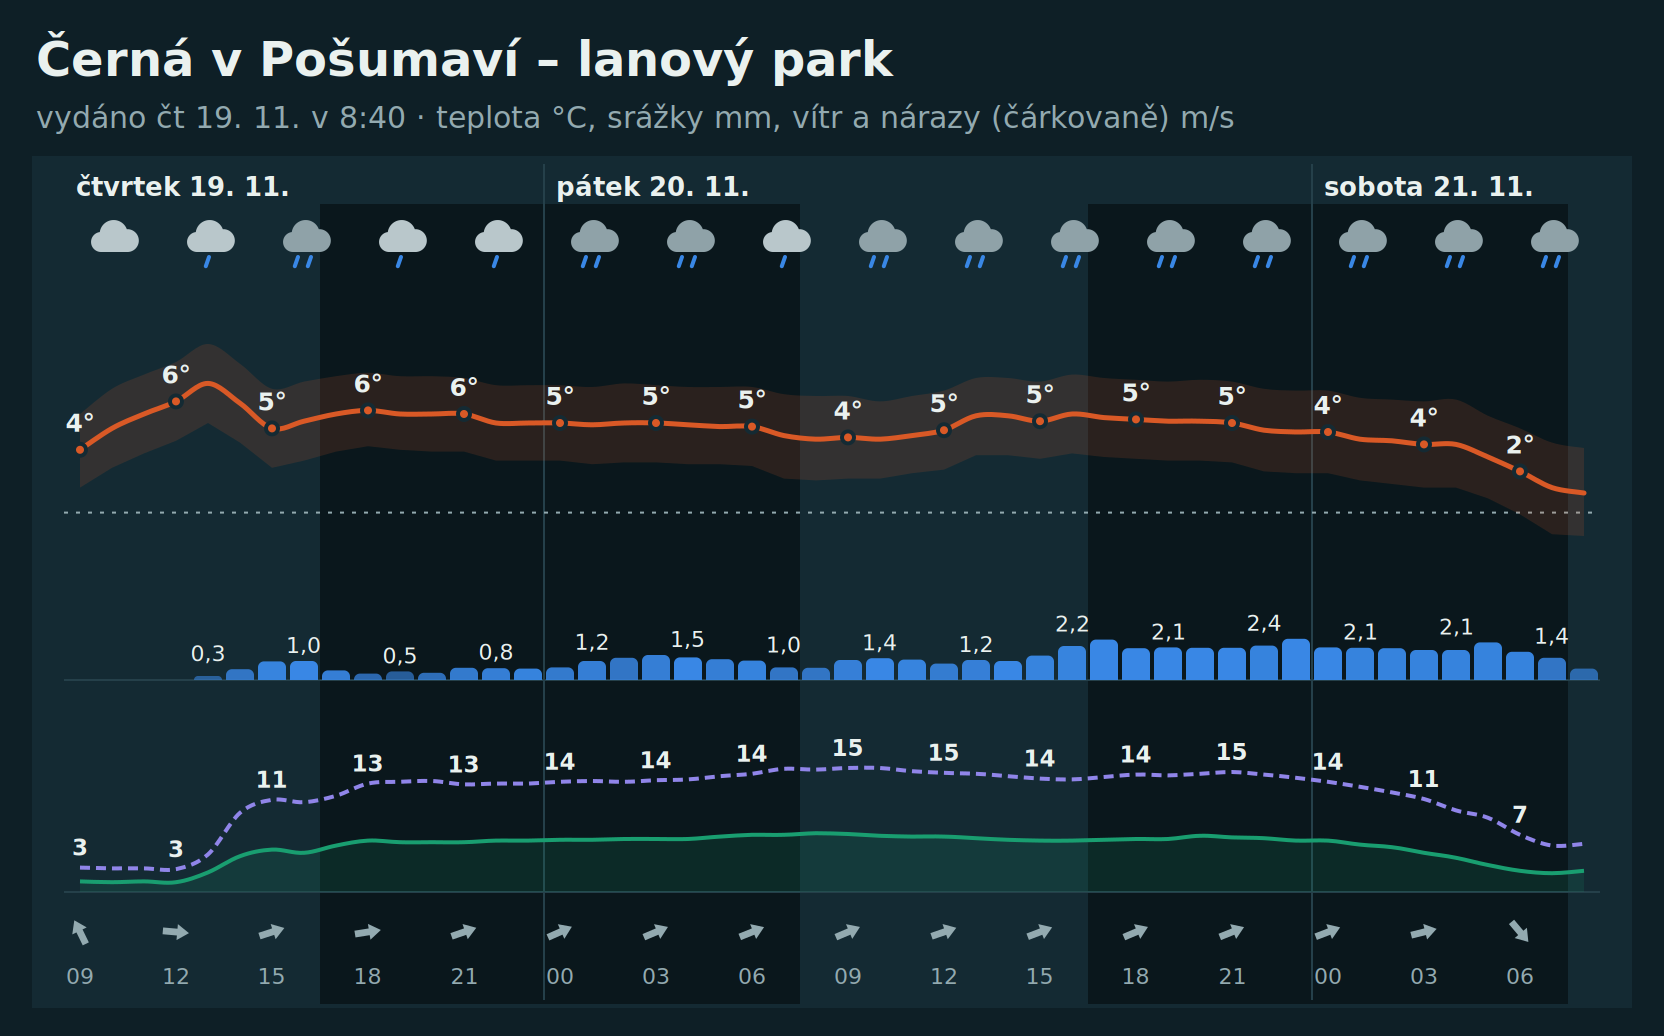 Černá v Pošumaví – lanový park
vydáno čt 19. 11. v 8:40 · teplota °C, srážky mm, vítr a nárazy (čárkovaně) m/s
čtvrtek 19. 11. pátek 20. 11. sobota 21. 11.
4° 6° 5° 6° 6° 5° 5° 5° 4° 5° 5° 5° 5° 4° 4° 2°
0,3 1,0 0,5 0,8 1,2 1,5 1,0 1,4 1,2 2,2 2,1 2,4 2,1 2,1 1,4
3 3 11 13 13 14 14 14 15 15 14 14 15 14 11 7
09 12 15 18 21 00 03 06 09 12 15 18 21 00 03 06